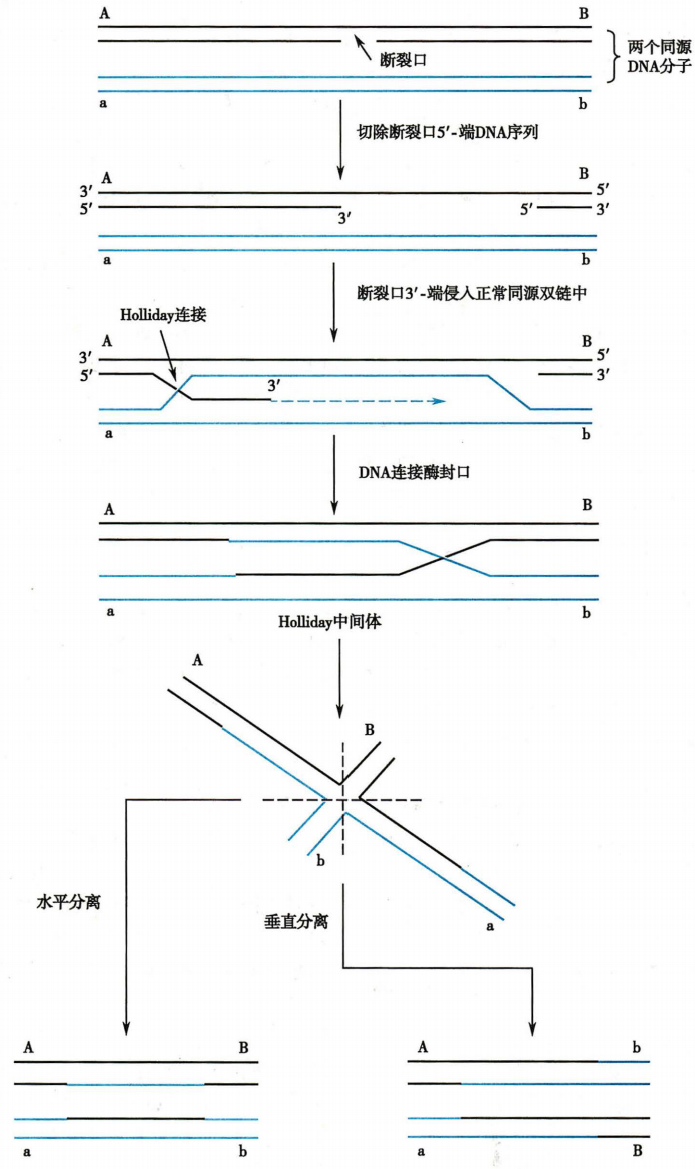 A B
断裂口
两个同源
DNA分子
a b
切除断裂口5′-端DNA序列
A B
3′ 5′
5′ 3′ 5′ 3′
a b
断裂口3′-端侵入正常同源双链中
Holliday连接
A B
3′ 5′
5′ 3′ 3′
a b
DNA连接酶封口
A B
a b
Holliday中间体
A
B
b
a
水平分离
垂直分离
A B
a b
A b
a B